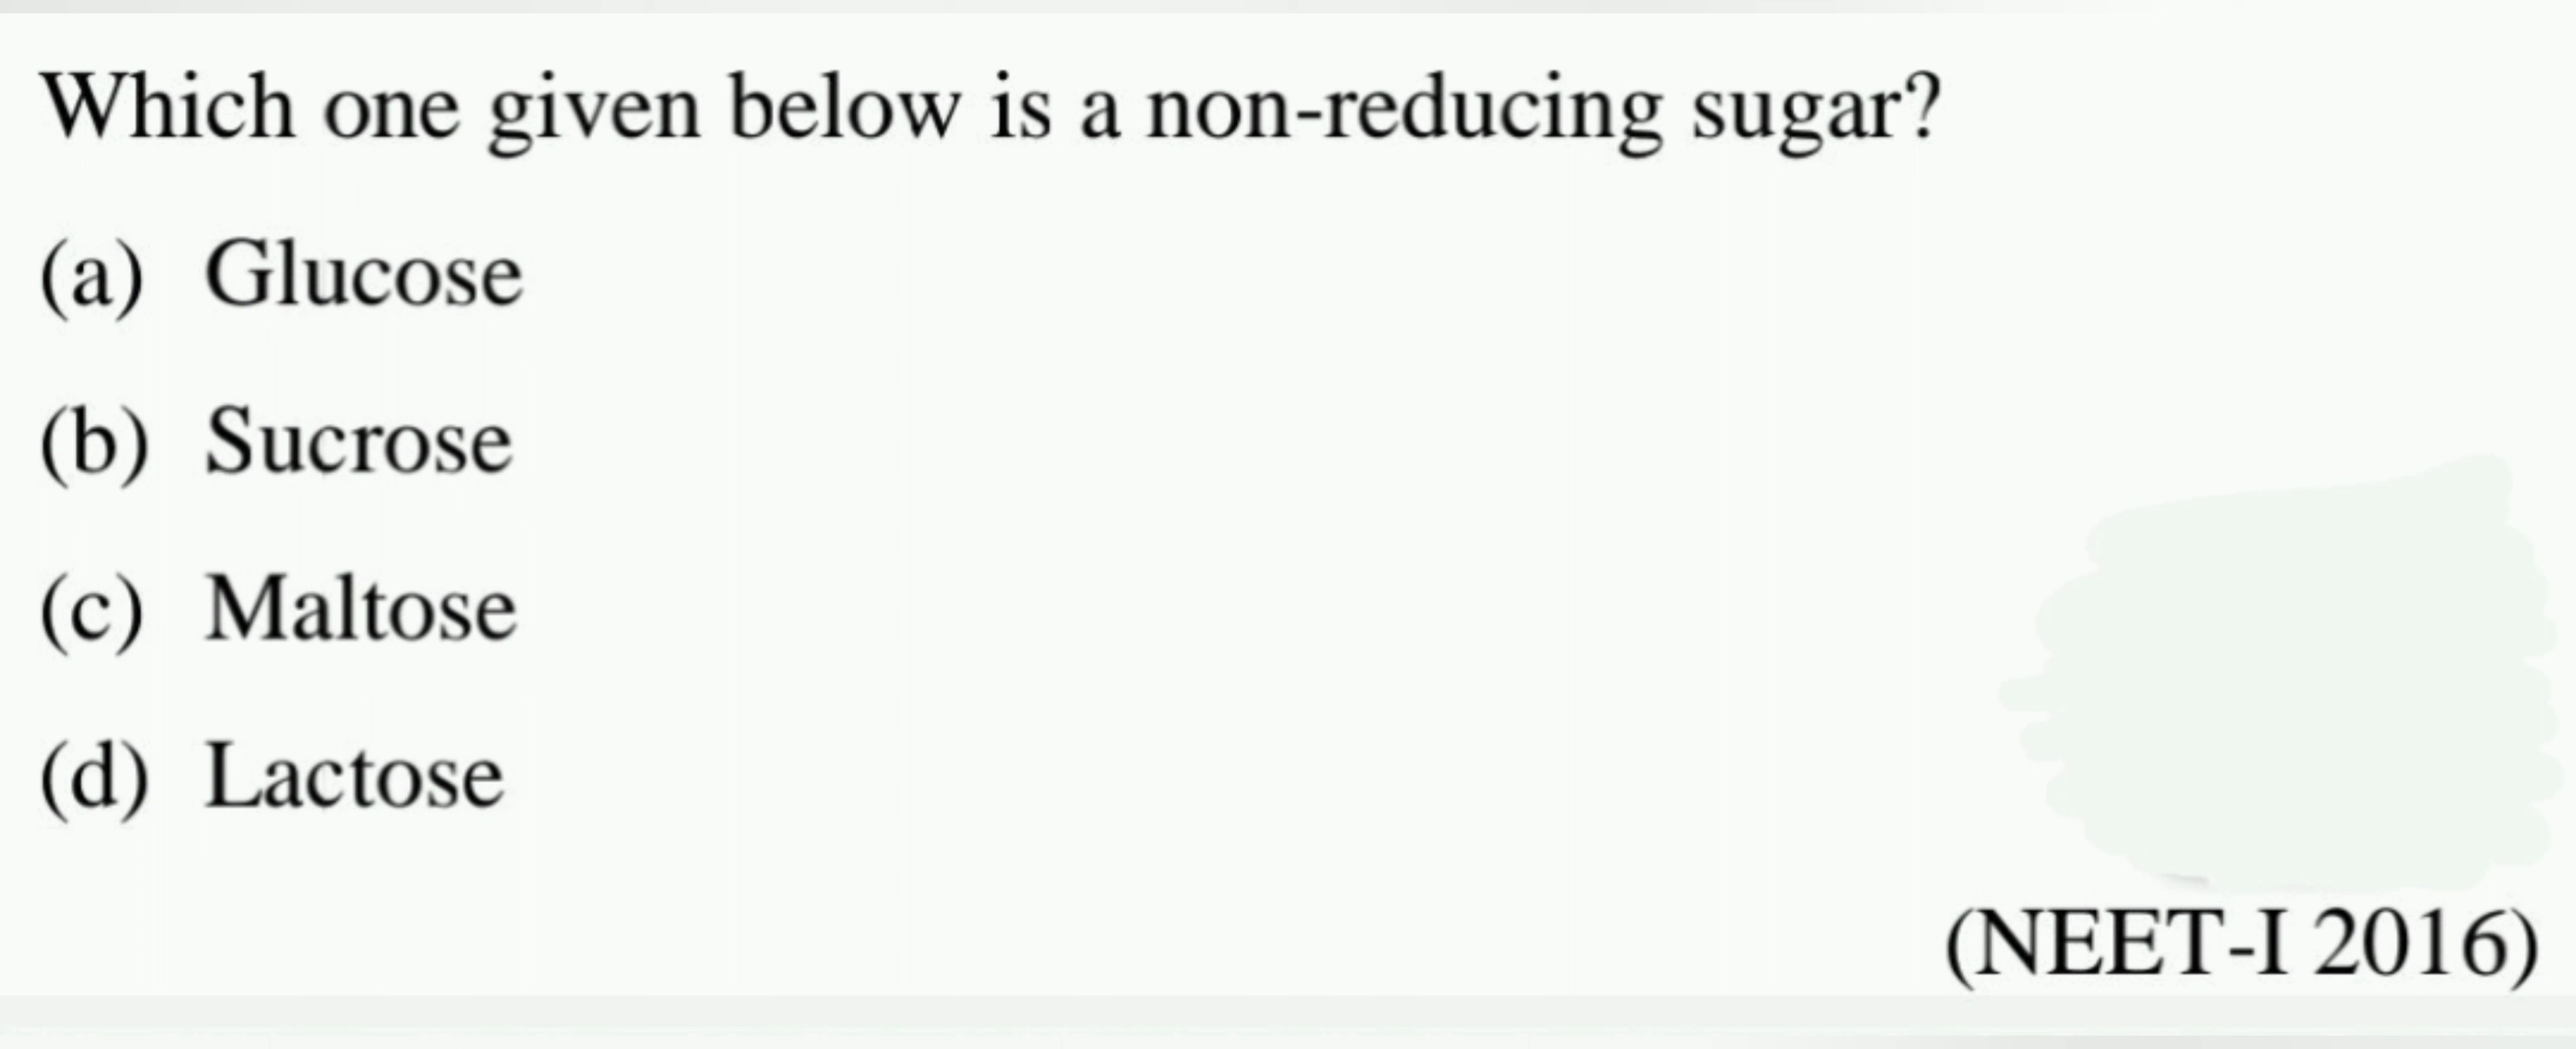 Which one given below is a non-reducing sugar?
(a) Glucose
(b) Sucrose
(c) Maltose
(d) Lactose
(NEET-I 2016)